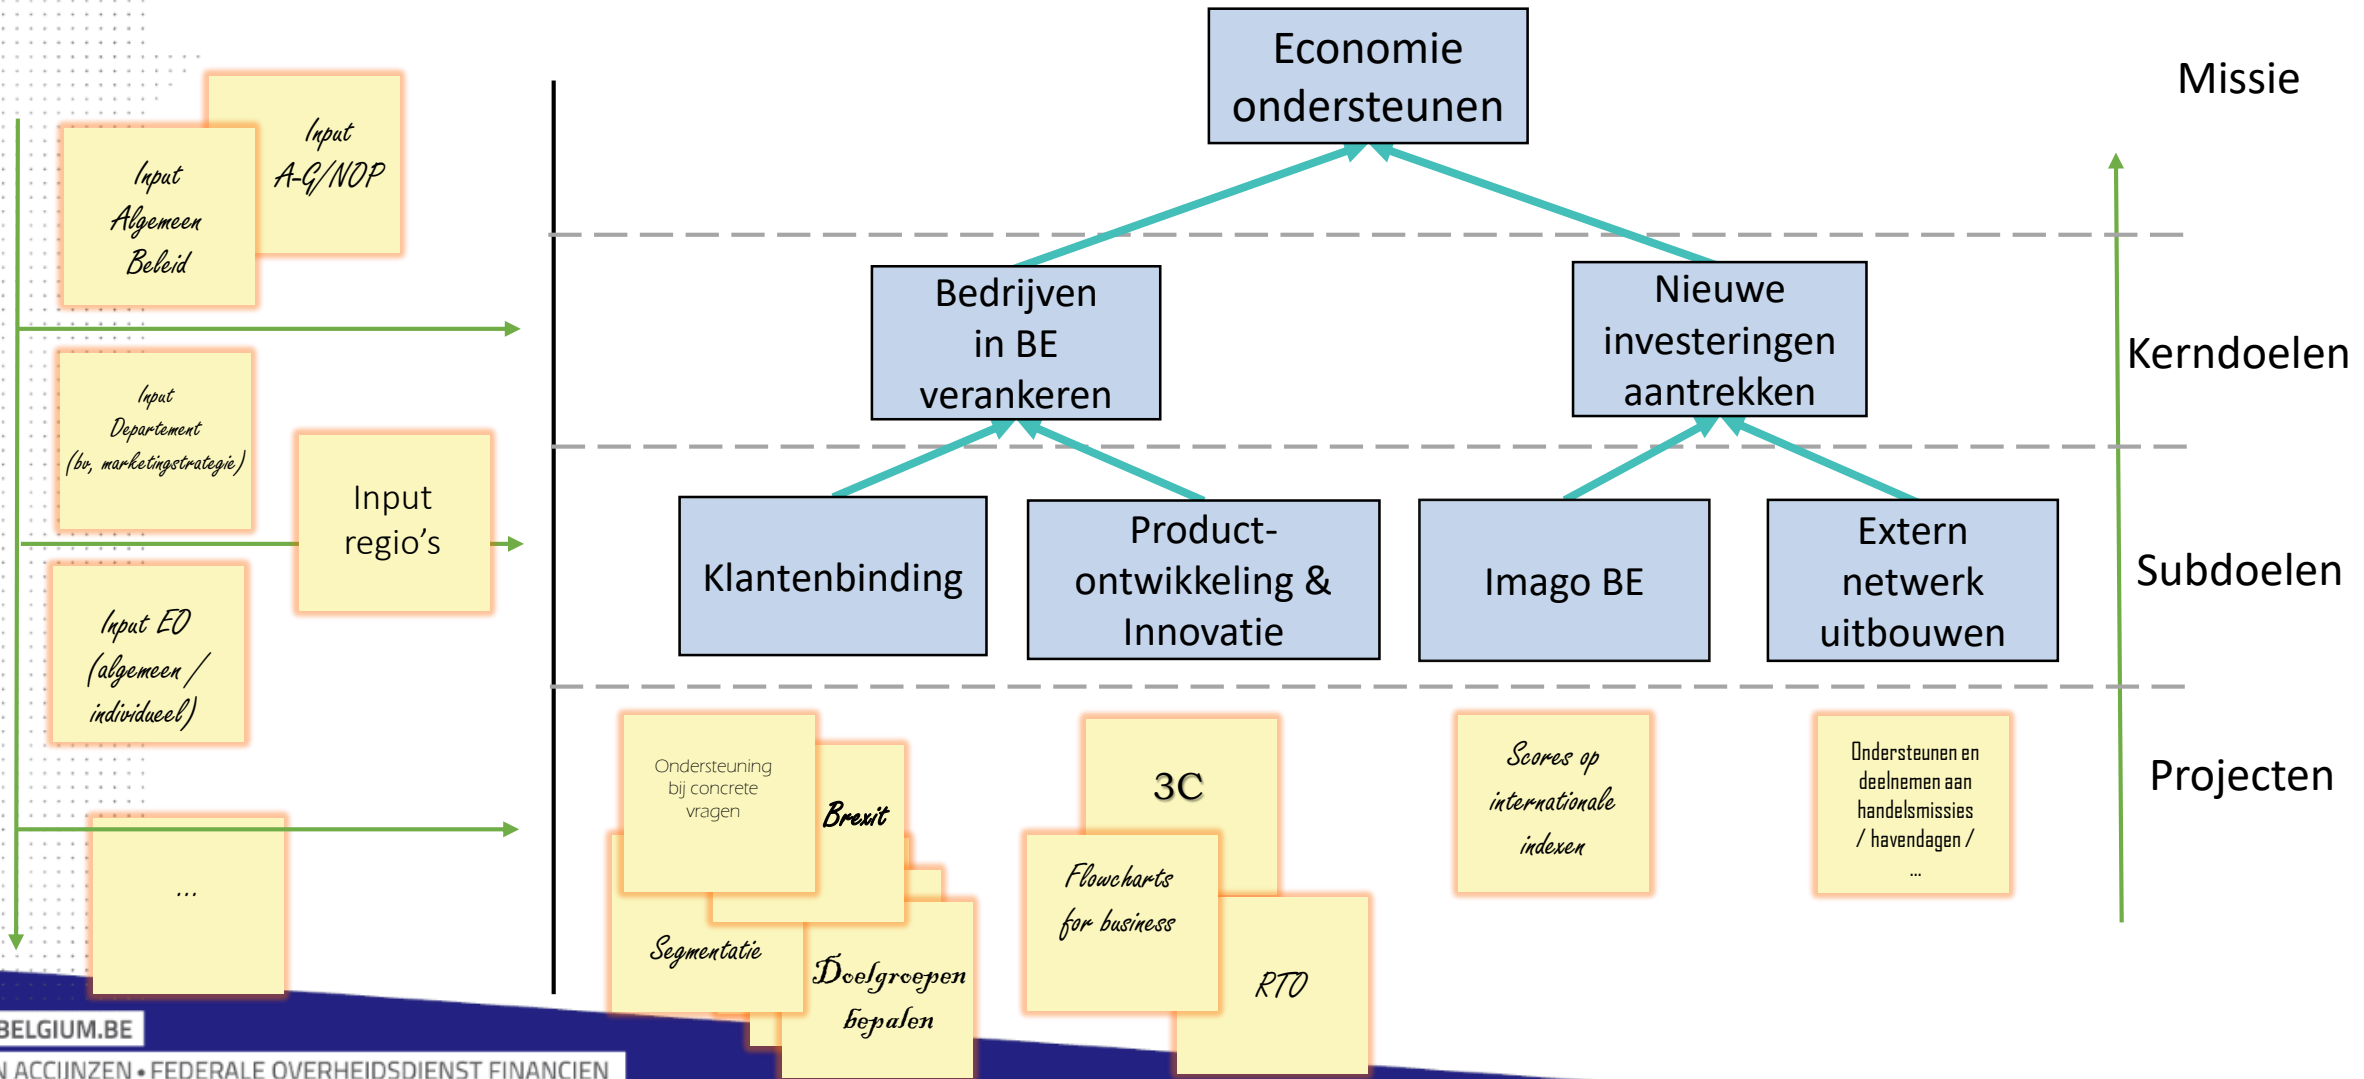 Economie
ondersteunen
Missie
Input
A-G/NOP
Input
Algemeen
Beleid
Bedrijven
in BE
verankeren
Nieuwe
investeringen
aantrekken
Kerndoelen
Input
Departement
(bv, marketingstrategie)
Input
regio's
Klantenbinding
Product-
ontwikkeling &
Innovatie
Imago BE
Extern
netwerk
uitbouwen
Subdoelen
Input EO
(algemeen /
individueel)
Ondersteuning
bij concrete
vragen
Brexit
Segmentatie
Doelgroepen
bepalen
3C
Flowcharts
for business
RTO
Scores op
internationale
indexen
Ondersteunen en
deelnemen aan
handelsmissies
/ havendagen /
...
Projecten
...
BELGIUM.BE
N ACCIJNZEN • FEDERALE OVERHEIDSDIENST FINANCIEN